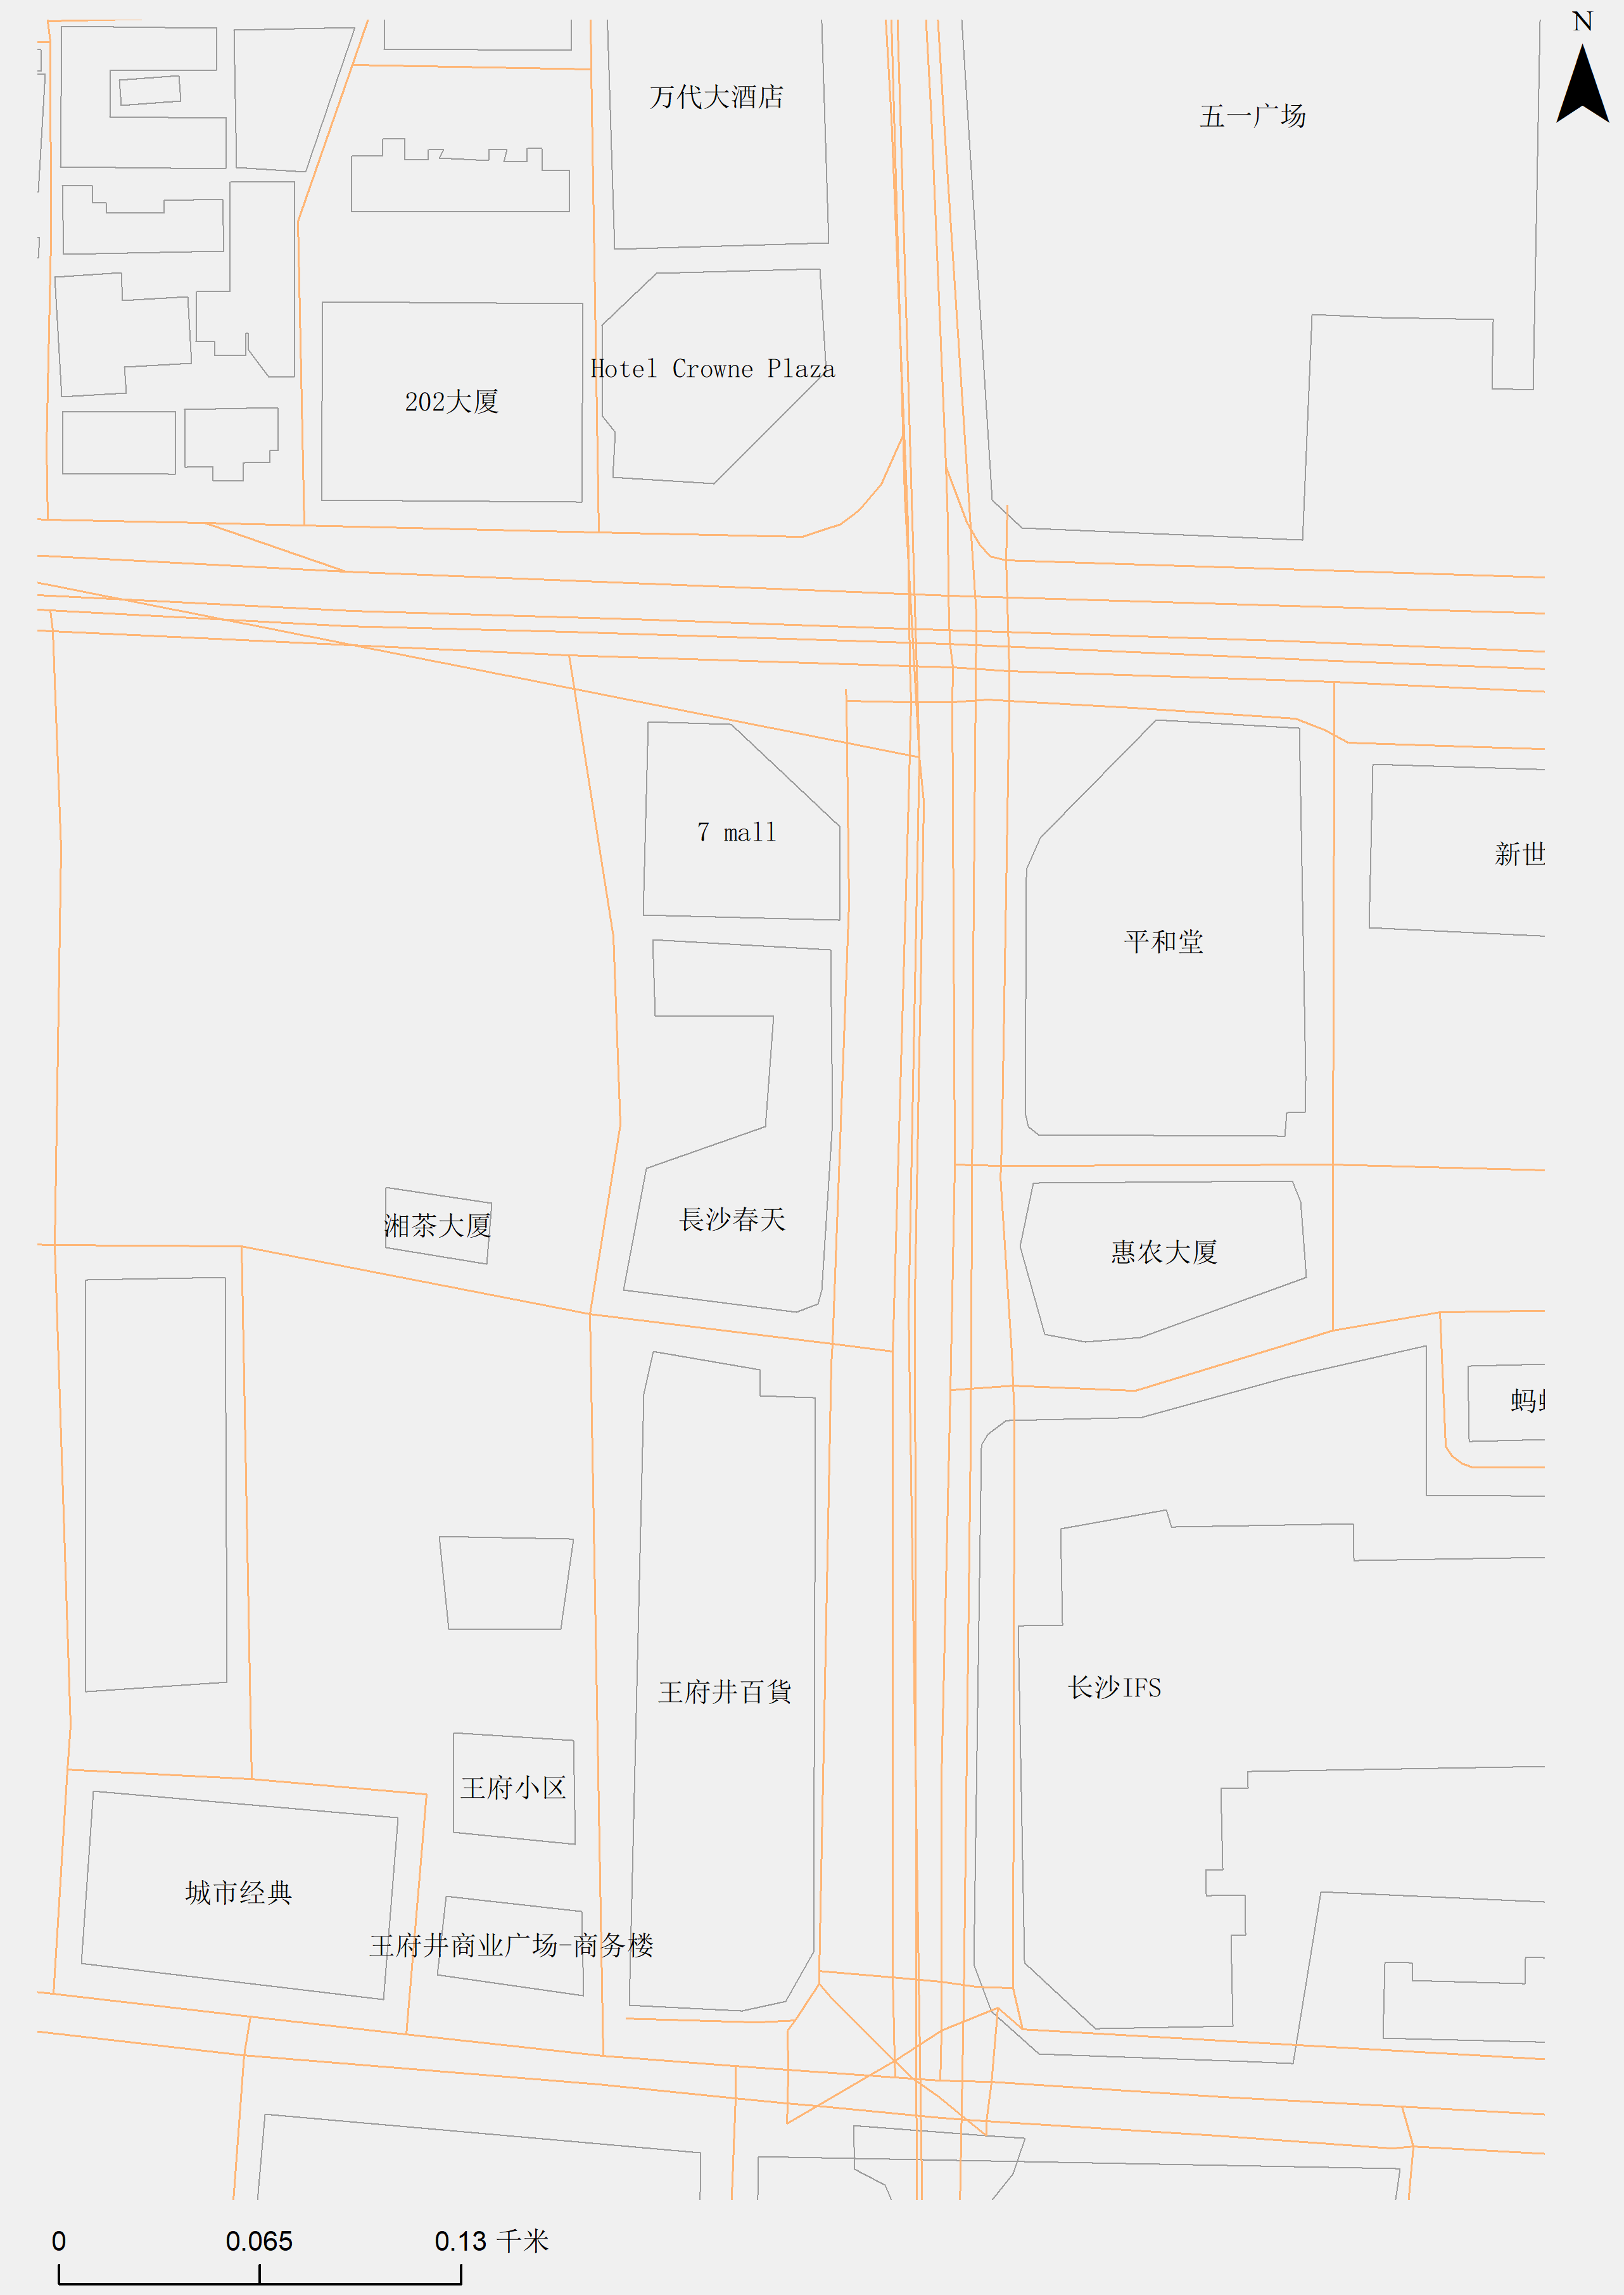 N
万代大酒店
五一广场
Hotel Crowne Plaza
202大厦
7 mall
新世
平和堂
湘茶大厦
長沙春天
惠农大厦
王府井百貨
长沙IFS
王府小区
城市经典
王府井商业广场-商务楼
0 0.065 0.13 千米